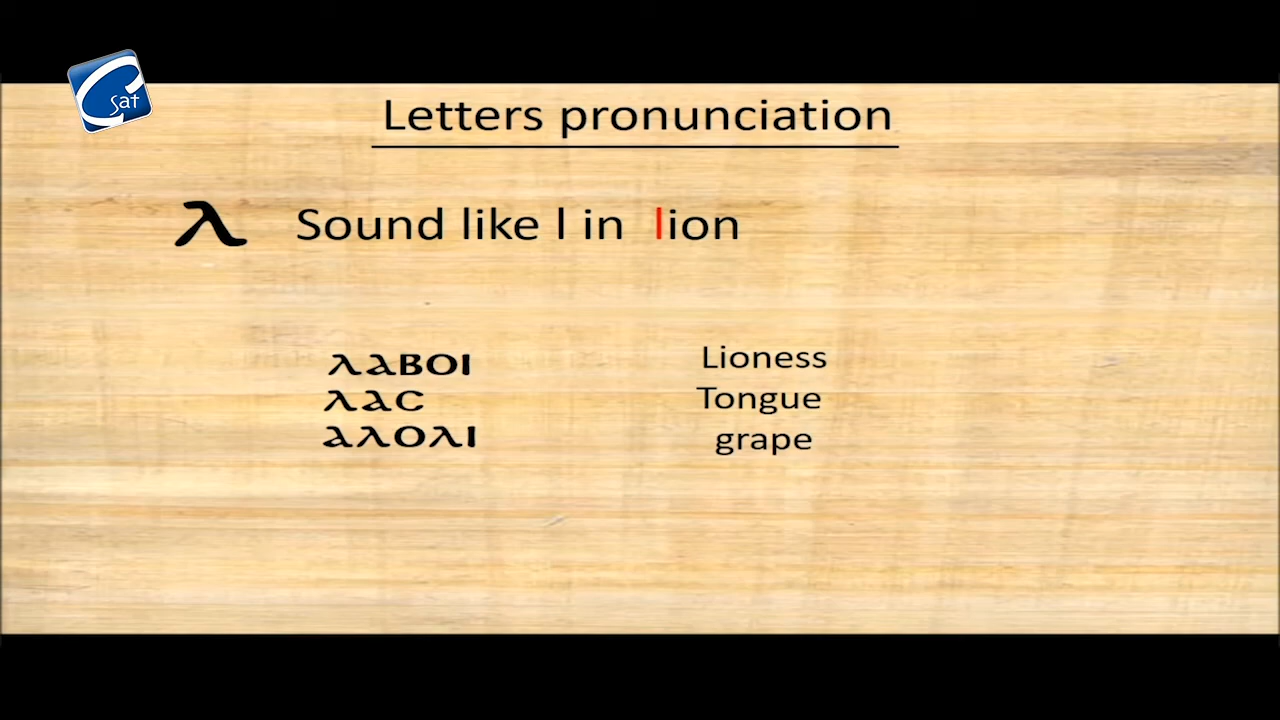 C Sat
Letters pronunciation
ⲗ Sound like l in lion
ⲗⲁⲃⲟⲓ Lioness
ⲗⲁⲥ Tongue
ⲁⲗⲟⲗⲓ grape